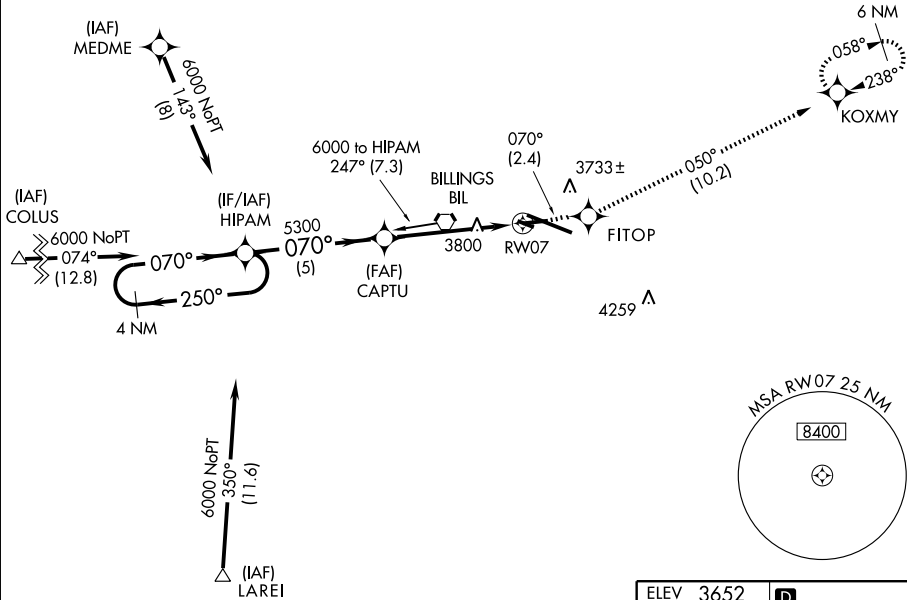 (IAF)
MEDME
6000 NoPT
143°
(8)
6 NM
058°
238°
KOXMY
070°
(2.4)
3733±
050°
(10.2)
6000 to HIPAM
247° (7.3)
BILLINGS
BIL
(IAF)
COLUS
6000 NoPT
074°
(12.8)
(IF/IAF)
HIPAM
070°
250°
4 NM
5300
070°
(5)
(FAF)
CAPTU
3800
RW07
FITOP
4259
MSA RW07 25 NM
8400
6000 NoPT
350°
(11.6)
(IAF)
LAREI
ELEV 3652
D